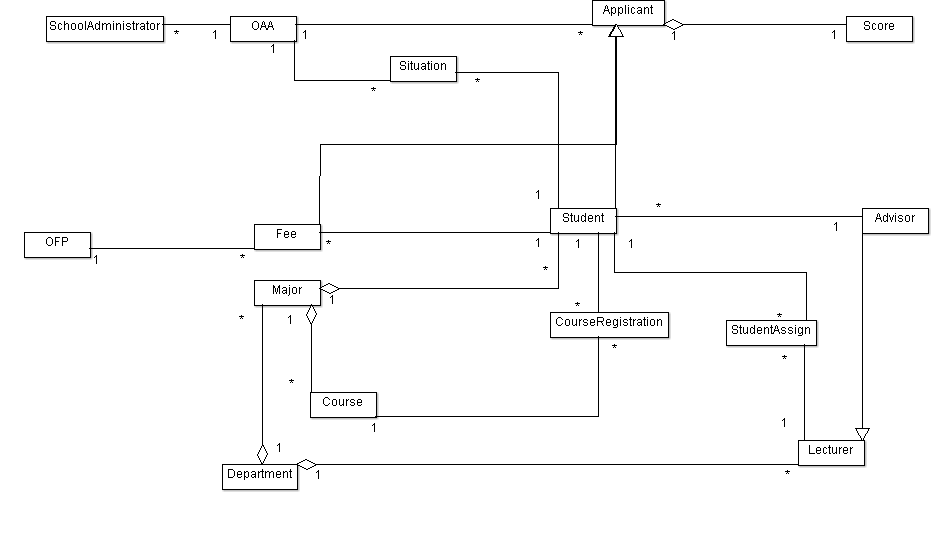 Applicant
SchoolAdministrator
OAA
Score
* 1 1 * 1 1
1
Situation
* *
1
*
Student
Advisor
1
Fee
OFP
* 1 1 1
1 *
*
Major
1
* 1 * *
CourseRegistration
StudentAssign
* *
*
Course
1 1
1
Lecturer
Department
1 *